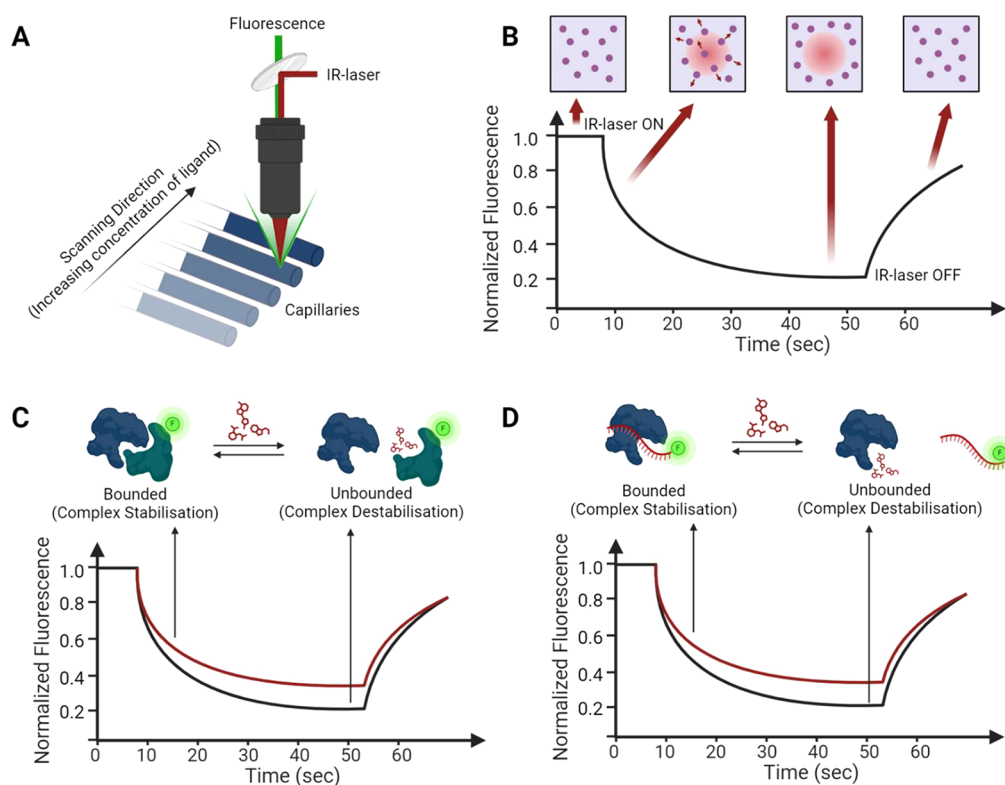 A
Fluorescence
IR-laser
Scanning Direction
(Increasing concentration of ligand)
Capillaries
B
IR-laser ON
Normalized Fluorescence
1.0
0.8
0.4
0.2
IR-laser OFF
0
10
20
30
40
50
60
Time (sec)
C
F
F
Bounded
(Complex Stabilisation)
Unbounded
(Complex Destabilisation)
Normalized Fluorescence
1.0
0.8
0.6
0.4
0.2
0
10
20
30
40
50
60
Time (sec)
D
F
F
Bounded
(Complex Stabilisation)
Unbounded
(Complex Destabilisation)
Normalized Fluorescence
1.0
0.8
0.6
0.4
0.2
0
10
20
30
40
50
60
Time (sec)